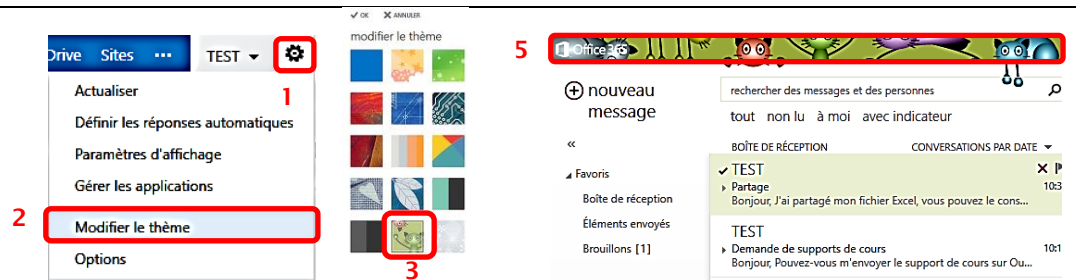 Drive Sites ••• TEST
1
Actualiser
Définir les réponses automatiques
Paramètres d'affichage
Gérer les applications
2
Modifier le thème
Options
OK ANNULER
modifier le thème
3
5
Office 365
nouveau
message
«
Favoris
Boîte de réception
Éléments envoyés
Brouillons [1]
rechercher des messages et des personnes
tout non lu à moi avec indicateur
BOÎTE DE RÉCEPTION CONVERSATIONS PAR DATE
TEST
Partage 10:3
Bonjour, J'ai partagé mon fichier Excel, vous pouvez le cons...
TEST
Demande de supports de cours 10:1
Bonjour, Pouvez-vous m'envoyer le support de cours sur Ou...